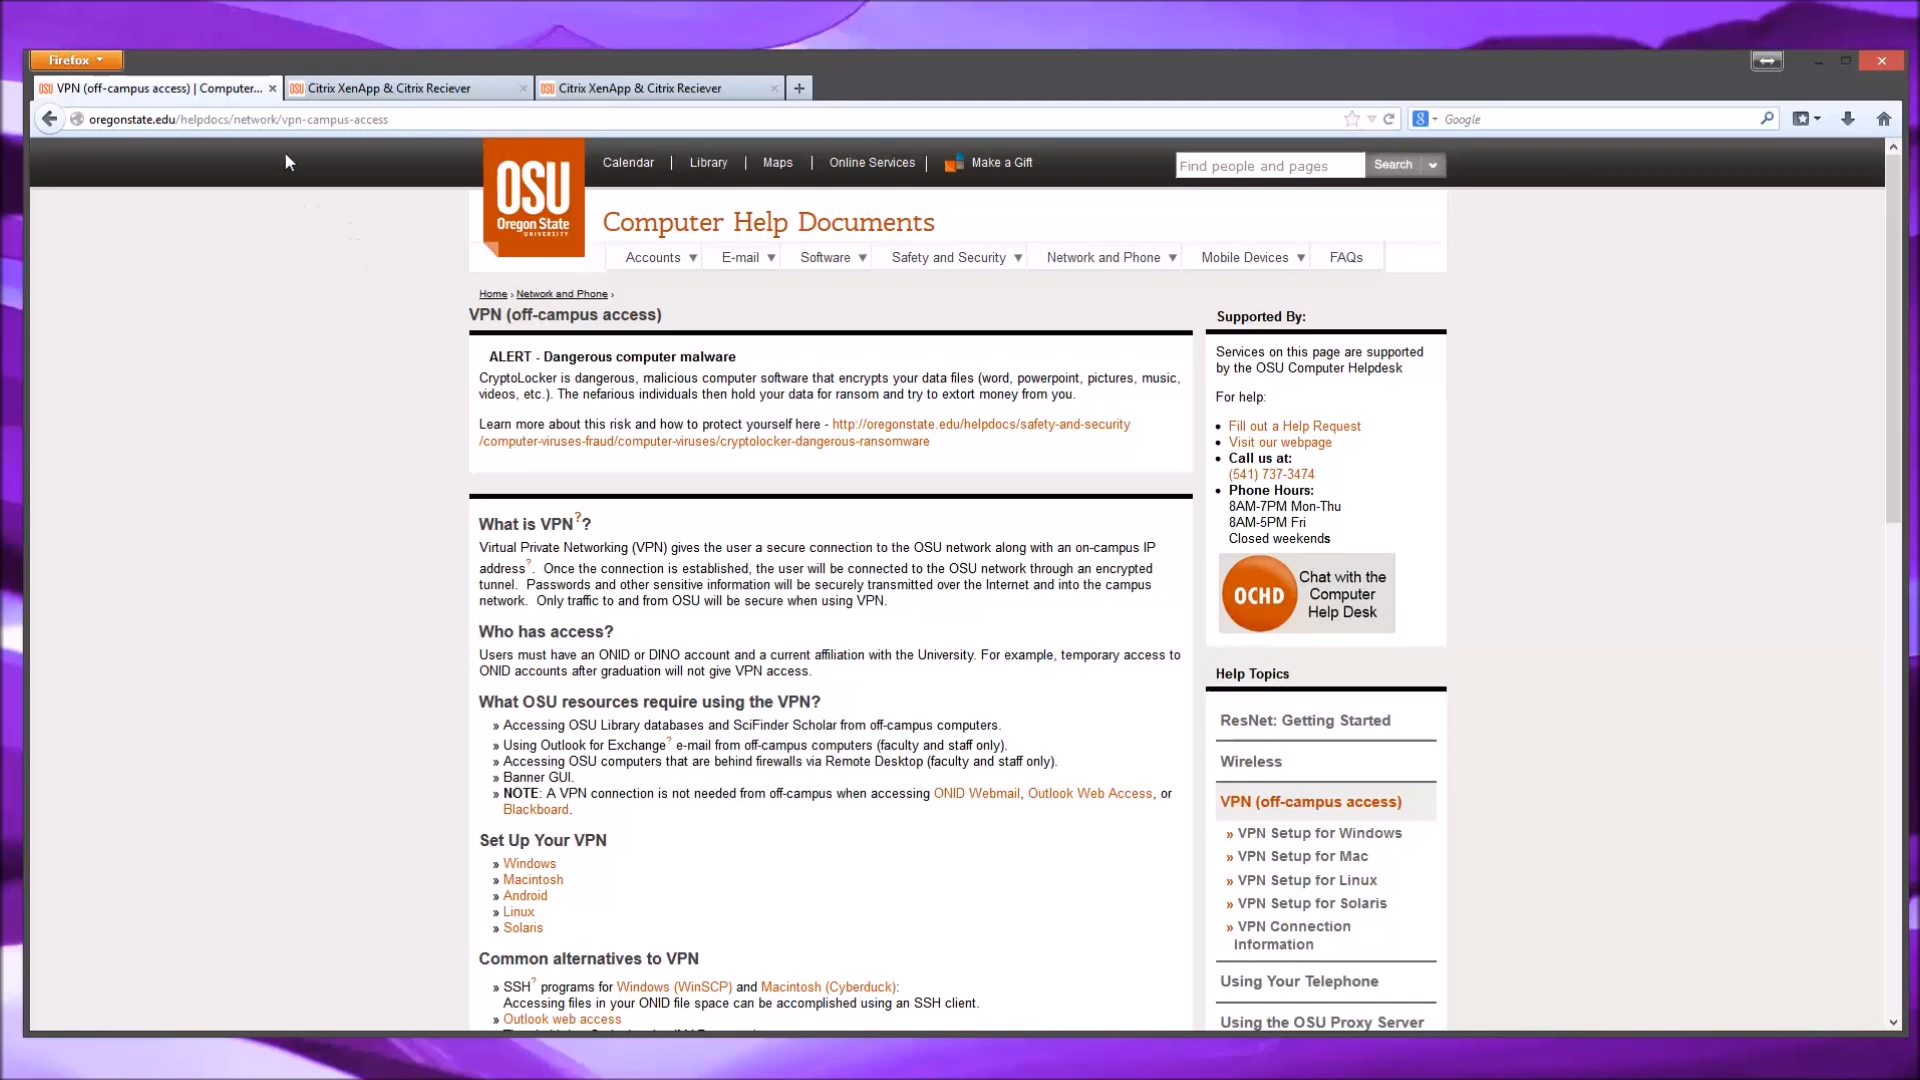 Firefox
VPN (off-campus access) | Computer...
Citrix XenApp & Citrix Reciever
Citrix XenApp & Citrix Reciever
oregonstate.edu/helpdocs/network/vpn-campus-access
Google
OSU
Oregon State
UNIVERSITY
Calendar | Library | Maps | Online Services | Make a Gift
Find people and pages
Search
Computer Help Documents
Accounts
E-mail
Software
Safety and Security
Network and Phone
Mobile Devices
FAQs
Home › Network and Phone ›
VPN (off-campus access)
ALERT - Dangerous computer malware
CryptoLocker is dangerous, malicious computer software that encrypts your data files (word, powerpoint, pictures, music,
videos, etc.). The nefarious individuals then hold your data for ransom and try to extort money from you.
Learn more about this risk and how to protect yourself here - http://oregonstate.edu/helpdocs/safety-and-security
/computer-viruses-fraud/computer-viruses/cryptolocker-dangerous-ransomware
What is VPN??
Virtual Private Networking (VPN) gives the user a secure connection to the OSU network along with an on-campus IP
address?. Once the connection is established, the user will be connected to the OSU network through an encrypted
tunnel. Passwords and other sensitive information will be securely transmitted over the Internet and into the campus
network. Only traffic to and from OSU will be secure when using VPN.
Who has access?
Users must have an ONID or DINO account and a current affiliation with the University. For example, temporary access to
ONID accounts after graduation will not give VPN access.
What OSU resources require using the VPN?
» Accessing OSU Library databases and SciFinder Scholar from off-campus computers.
» Using Outlook for Exchange? e-mail from off-campus computers (faculty and staff only).
» Accessing OSU computers that are behind firewalls via Remote Desktop (faculty and staff only).
» Banner GUI.
» NOTE: A VPN connection is not needed from off-campus when accessing ONID Webmail, Outlook Web Access, or
Blackboard.
Set Up Your VPN
» Windows
» Macintosh
» Android
» Linux
» Solaris
Common alternatives to VPN
» SSH? programs for Windows (WinSCP) and Macintosh (Cyberduck):
Accessing files in your ONID file space can be accomplished using an SSH client.
» Outlook web access
Supported By:
Services on this page are supported
by the OSU Computer Helpdesk
For help:
• Fill out a Help Request
• Visit our webpage
• Call us at:
(541) 737-3474
• Phone Hours:
8AM-7PM Mon-Thu
8AM-5PM Fri
Closed weekends
OCHD
Chat with the
Computer
Help Desk
Help Topics
ResNet: Getting Started
Wireless
VPN (off-campus access)
» VPN Setup for Windows
» VPN Setup for Mac
» VPN Setup for Linux
» VPN Setup for Solaris
» VPN Connection
Information
Using Your Telephone
Using the OSU Proxy Server